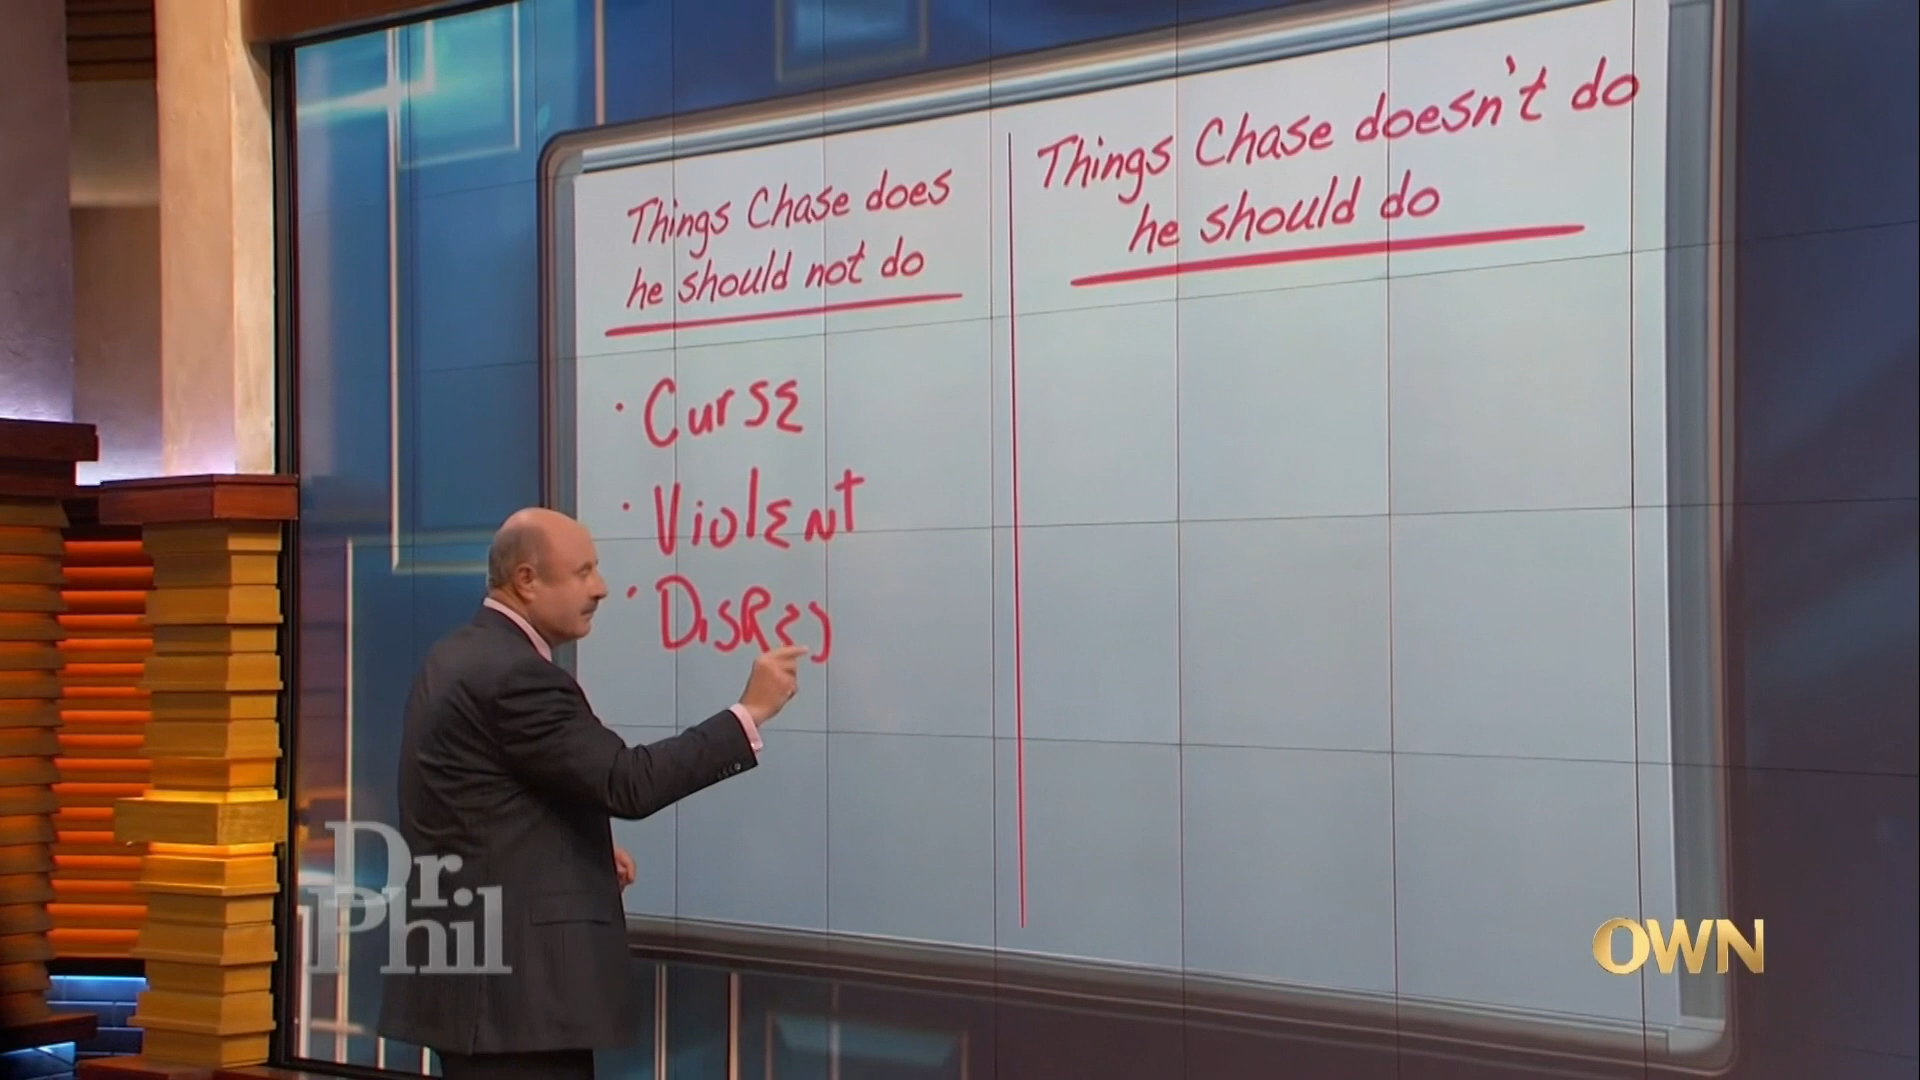 Things Chase does
he should not do
Things Chase doesn't do
he should do
· Curse
· Violent
· Disres
Dr.
Phil
OWN